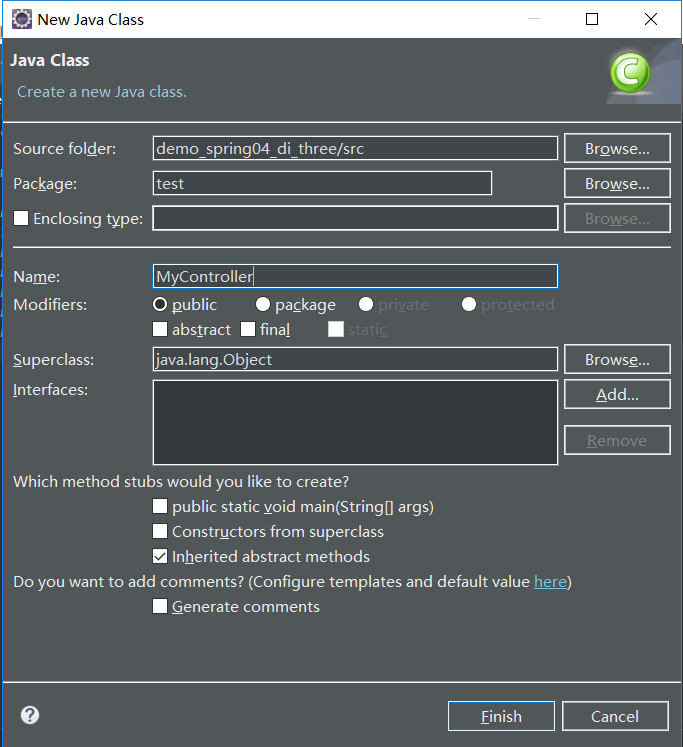 New Java Class
Java Class
Create a new Java class.
C
Source folder: demo_spring04_di_three/src Browse...
Package: test Browse...
Enclosing type: Browse...
Name: MyController
Modifiers: public package private protected
abstract final static
Superclass: java.lang.Object Browse...
Interfaces: Add...
Remove
Which method stubs would you like to create?
public static void main(String[] args)
Constructors from superclass
Inherited abstract methods
Do you want to add comments? (Configure templates and default value here)
Generate comments
? Finish Cancel